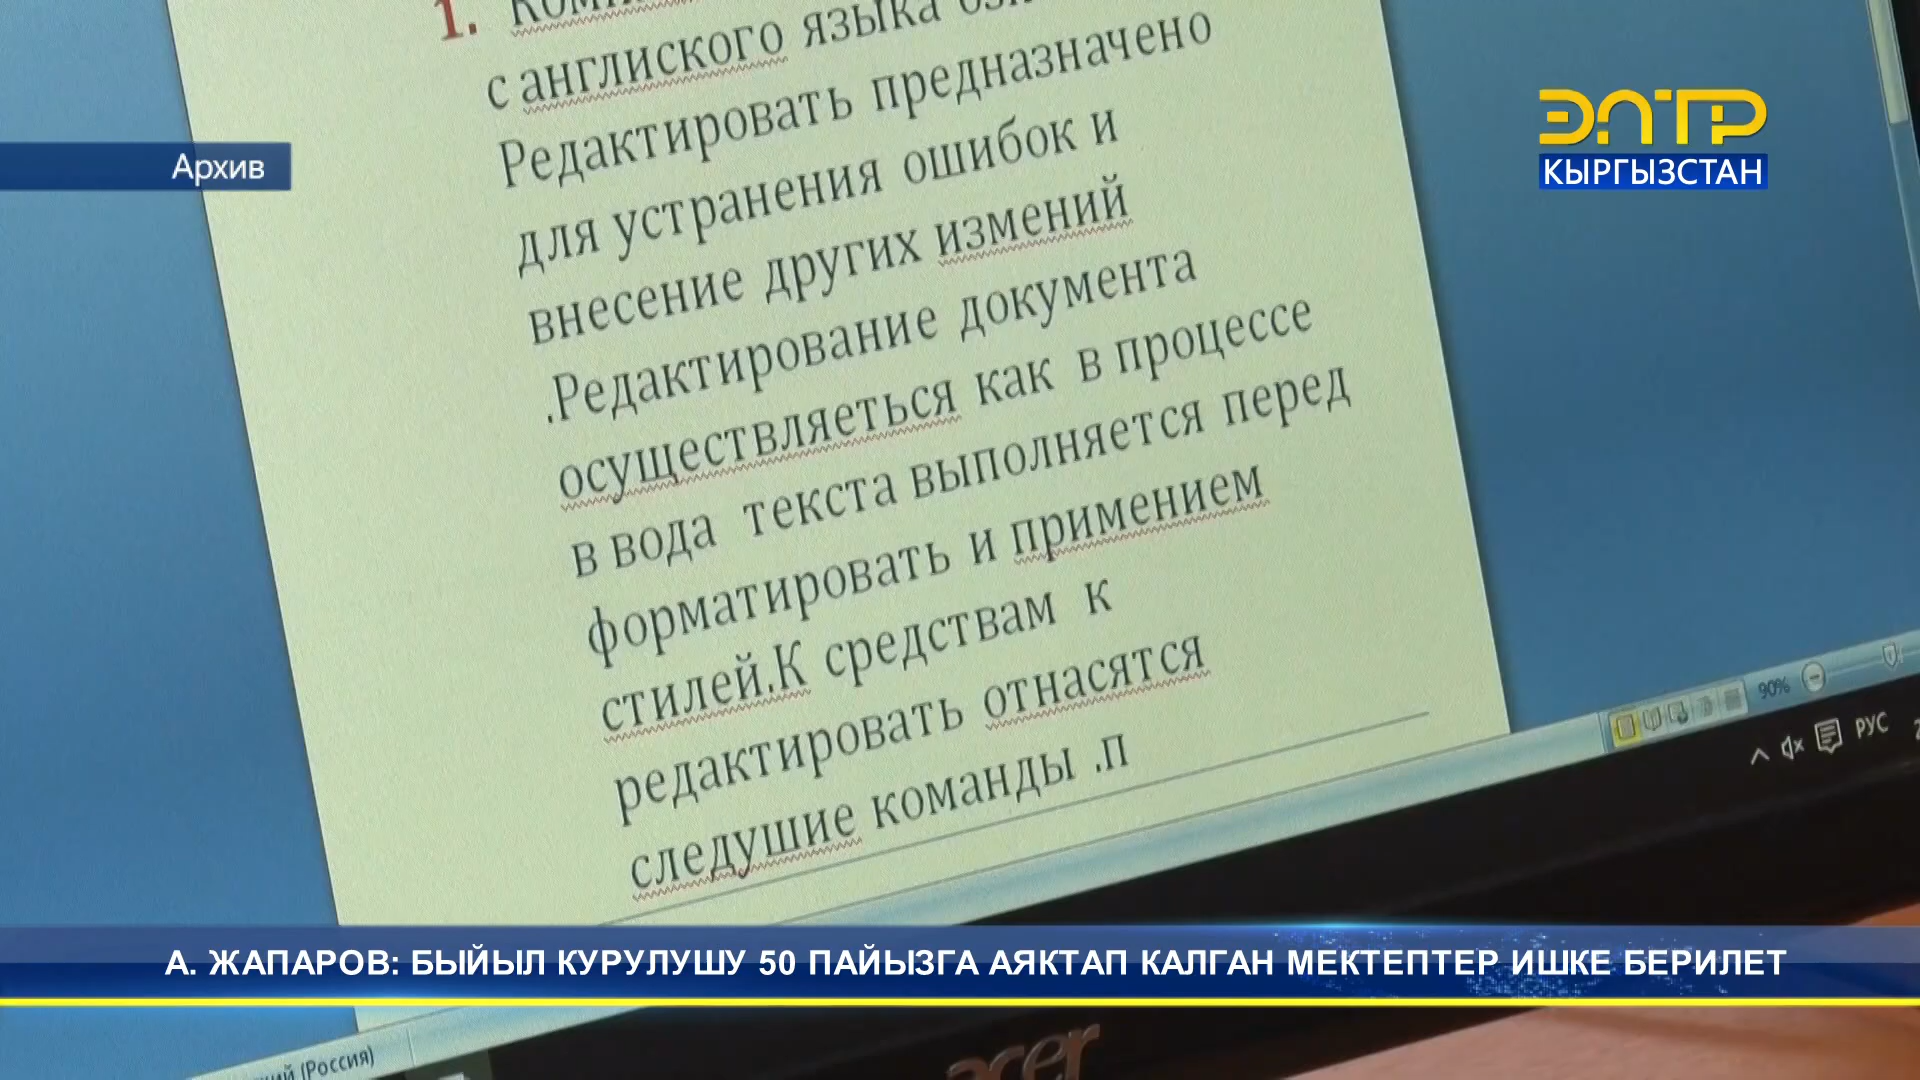 1.
с англиского языка
Редактировать предназначено
для устранения ошибок и
внесение других измений
.Редактирование документа
осуществляеться как в процессе
в вода текста выполняется перед
форматировать и примением
стилей.К средствам к
редактировать отнасятся
следушие команды .п
Архив
ЭЛТР
КЫРГЫЗСТАН
90%
РУС
А. ЖАПАРОВ: БЫЙЫЛ КУРУЛУШУ 50 ПАЙЫЗГА АЯКТАП КАЛГАН МЕКТЕПТЕР ИШКЕ БЕРИЛЕТ
(Россия)
acer